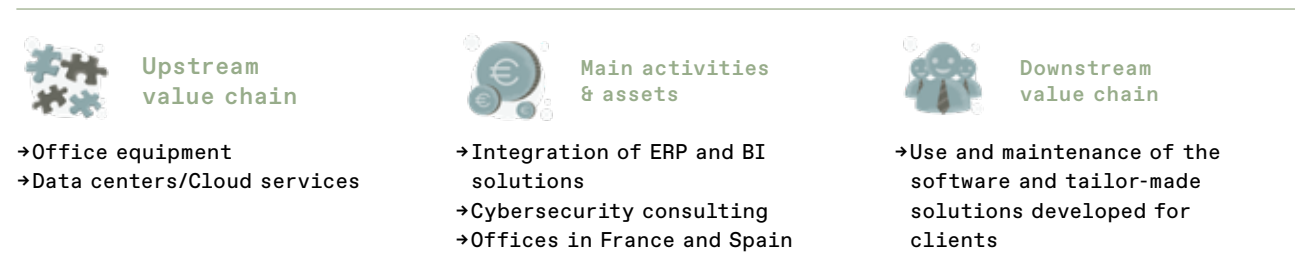 Upstream
value chain
→Office equipment
→Data centers/Cloud services
Main activities
& assets
→Integration of ERP and BI
solutions
→Cybersecurity consulting
→Offices in France and Spain
Downstream
value chain
→Use and maintenance of the
software and tailor-made
solutions developed for
clients